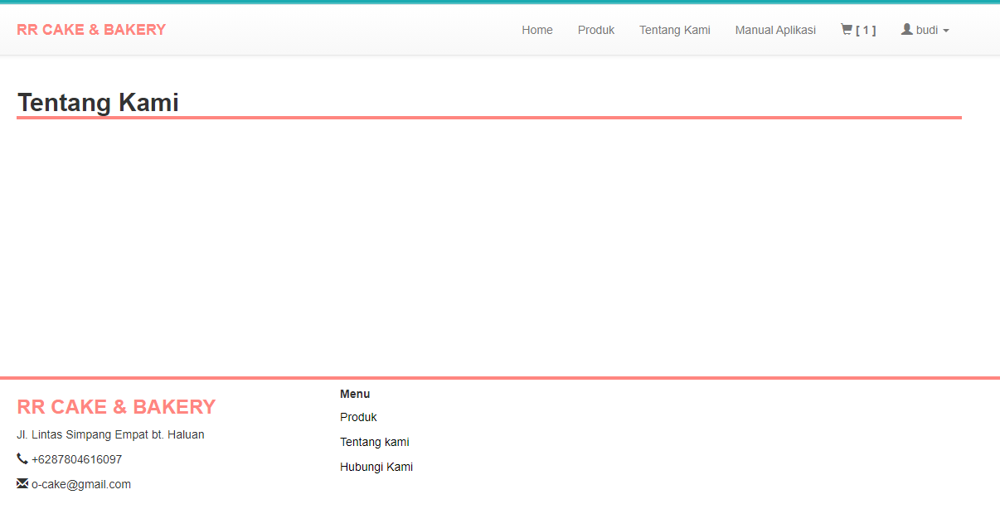 RR CAKE & BAKERY
Home Produk Tentang Kami Manual Aplikasi [ 1 ] budi
Tentang Kami
RR CAKE & BAKERY
Jl. Lintas Simpang Empat bt. Haluan
+6287804616097
o-cake@gmail.com
Menu
Produk
Tentang kami
Hubungi Kami